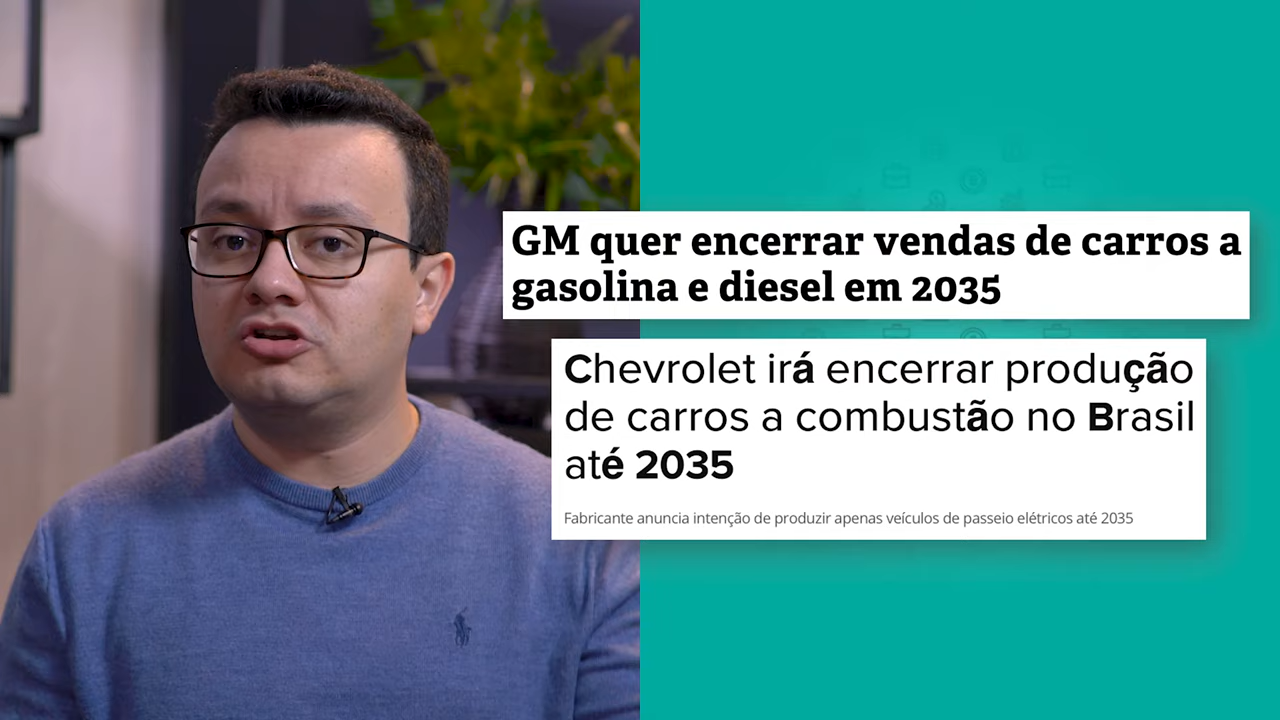 GM quer encerrar vendas de carros a
gasolina e diesel em 2035
Chevrolet irá encerrar produção
de carros a combustão no Brasil
até 2035
Fabricante anuncia intenção de produzir apenas veículos de passeio elétricos até 2035